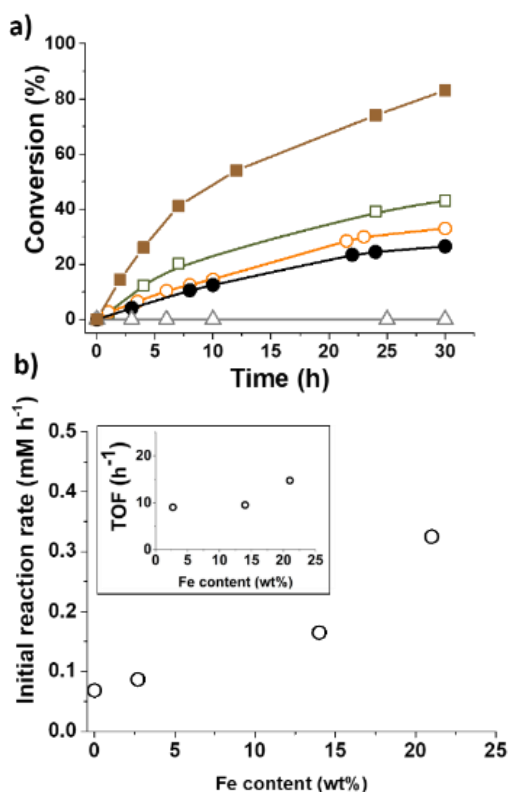 a)
Conversion (%)
100
80
60
40
20
0
0 5 10 15 20 25 30
Time (h)
b)
Initial reaction rate (mM h⁻¹)
0.5
0.4
0.3
0.2
0.1
0.0
0 5 10 15 20 25
Fe content (wt%)
TOF (h⁻¹)
20
10
0
0 5 10 15 20 25
Fe content (wt%)